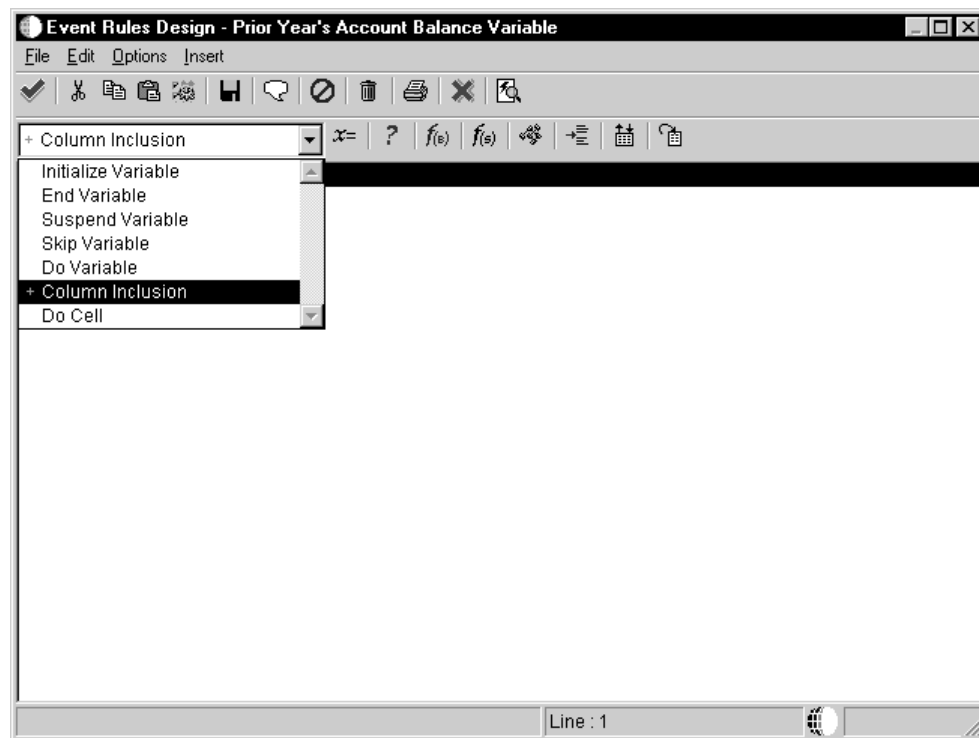 Event Rules Design - Prior Year's Account Balance Variable
File Edit Options Insert
+ Column Inclusion x= ? f(B) f(S)
Initialize Variable
End Variable
Suspend Variable
Skip Variable
Do Variable
+ Column Inclusion
Do Cell
Line : 1